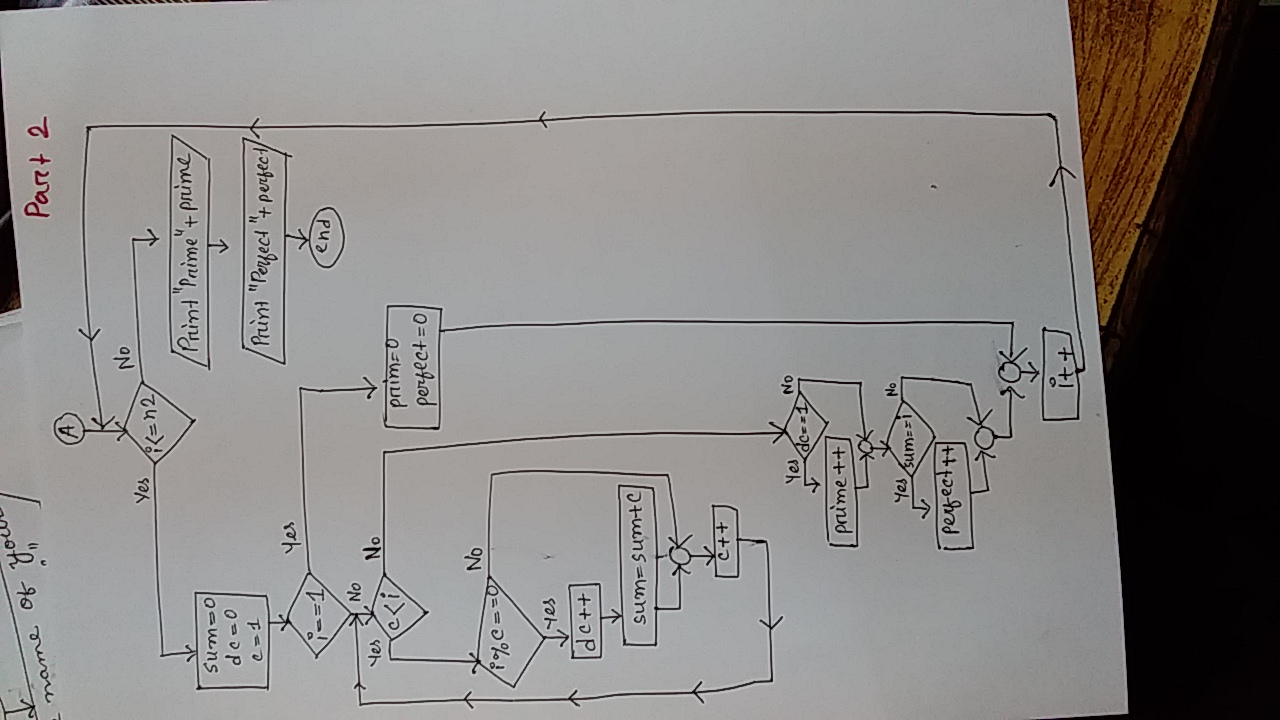 name of your
"
Part 2
A
i<=n2
Yes
No
Print "Prime" + prime
Print "Perfect" + perfect
end
sum=0
dc=0
c=1
i==1
Yes
No
prim=0
perfect=0
c<i
Yes
No
i%c==0
No
Yes
dc++
sum=sum+c
c++
dc==1
Yes
No
prime++
sum==i
Yes
No
perfect++
i++